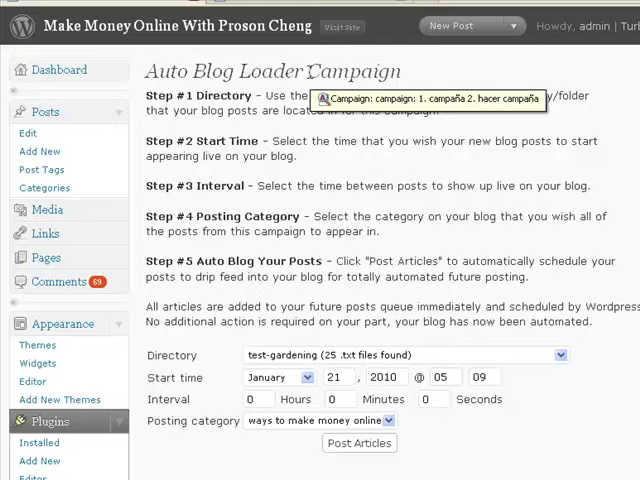 Make Money Online With Proson Cheng
Visit Site
New Post
Howdy, admin | Turb
Dashboard
Posts
Edit
Add New
Post Tags
Categories
Media
Links
Pages
Comments 69
Appearance
Themes
Widgets
Editor
Add New Themes
Plugins
Installed
Add New
Editor
Auto Blog Loader Campaign
Campaign: campaign: 1. campaña 2. hacer campaña
Step #1 Directory - Use the y/folder
that your blog posts are located in for this campaign.
Step #2 Start Time - Select the time that you wish your new blog posts to start
appearing live on your blog.
Step #3 Interval - Select the time between posts to show up live on your blog.
Step #4 Posting Category - Select the category on your blog that you wish all of
the posts from this campaign to appear in.
Step #5 Auto Blog Your Posts - Click "Post Articles" to automatically schedule your
posts to drip feed into your blog for totally automated future posting.
All articles are added to your future posts queue immediately and scheduled by Wordpress
No additional action is required on your part, your blog has now been automated.
Directory test-gardening (25 .txt files found)
Start time January 21 , 2010 @ 05 09
Interval 0 Hours 0 Minutes 0 Seconds
Posting category ways to make money online
Post Articles